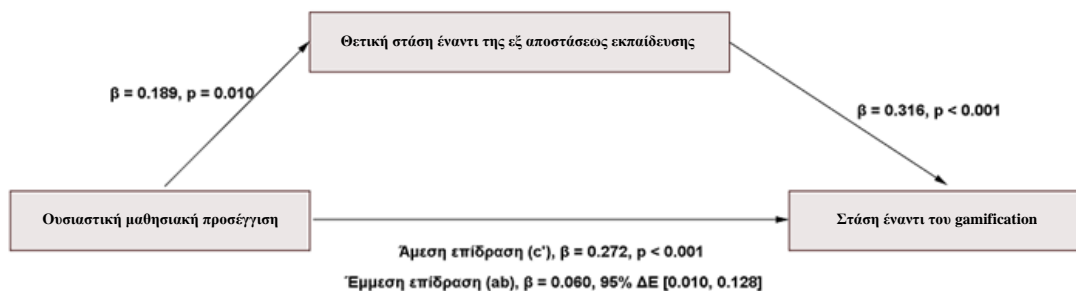 Θετική στάση έναντι της εξ αποστάσεως εκπαίδευσης
β = 0.189, p = 0.010
β = 0.316, p < 0.001
Ουσιαστική μαθησιακή προσέγγιση
Στάση έναντι του gamification
Άμεση επίδραση (c'), β = 0.272, p < 0.001
Έμμεση επίδραση (ab), β = 0.060, 95% ΔΕ [0.010, 0.128]